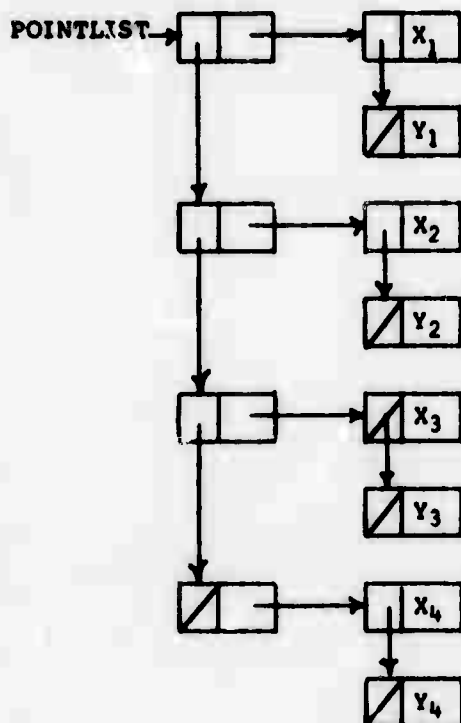 POINTLIST
X₁
Y₁
X₂
Y₂
X₃
Y₃
X₄
Y₄